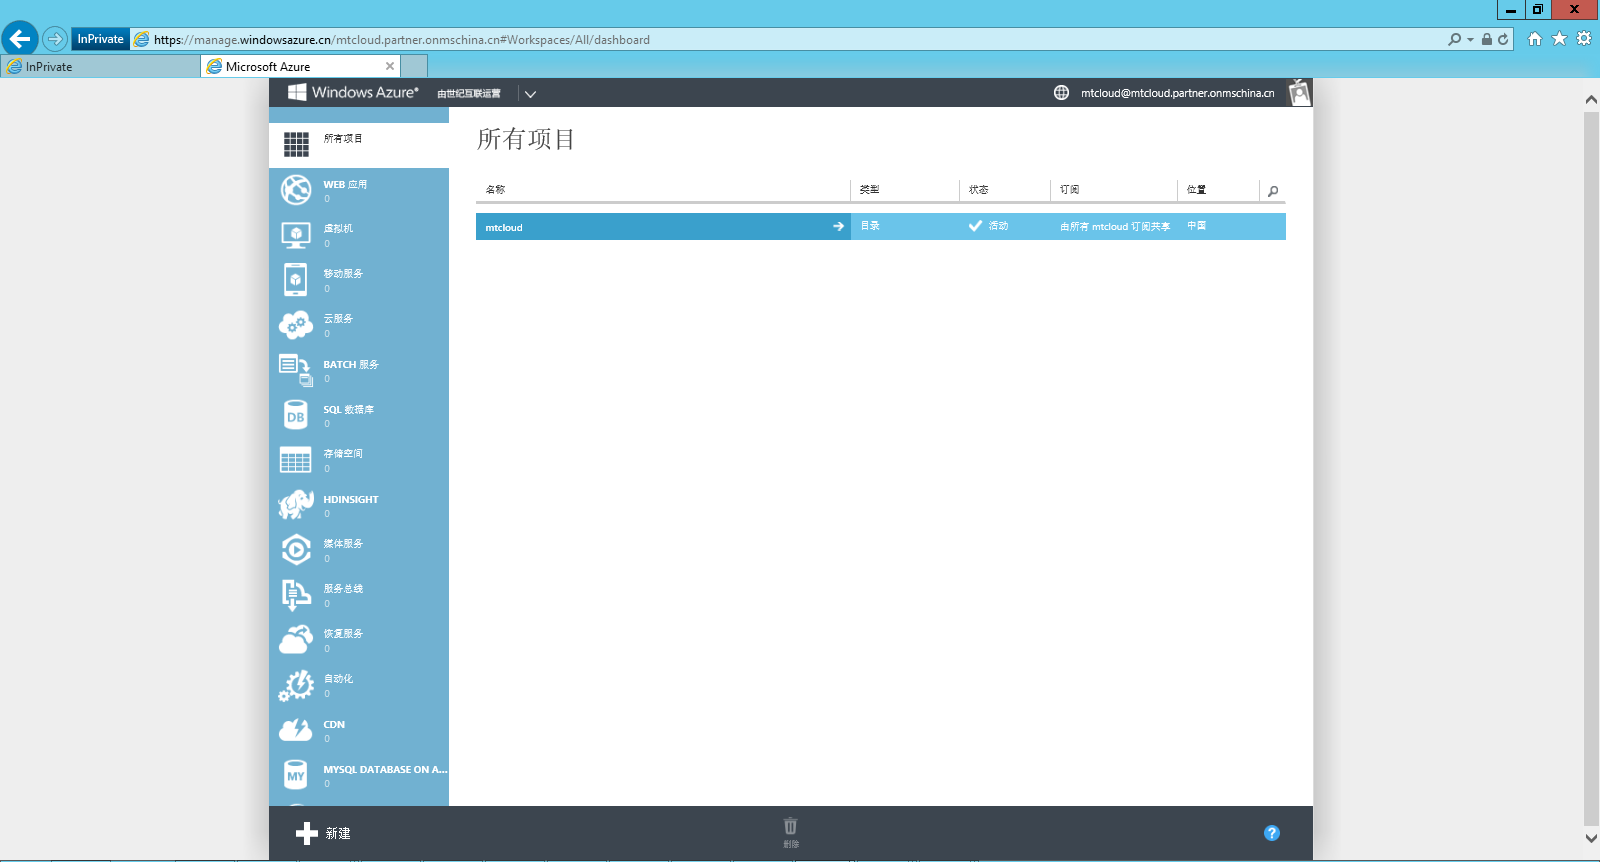 InPrivate https://manage.windowsazure.cn/mtcloud.partner.onmschina.cn#Workspaces/All/dashboard
InPrivate Microsoft Azure
Windows Azure* 由世纪互联运营 mtcloud@mtcloud.partner.onmschina.cn
所有项目
WEB 应用
0
虚拟机
0
移动服务
0
云服务
0
BATCH 服务
0
SQL 数据库
0
DB
存储空间
0
HDINSIGHT
0
媒体服务
0
服务总线
0
恢复服务
0
自动化
0
CDN
0
MYSQL DATABASE ON A...
0
MY
所有项目
名称 类型 状态 订阅 位置
mtcloud 目录 活动 由所有 mtcloud 订阅共享 中国
新建 删除 ?